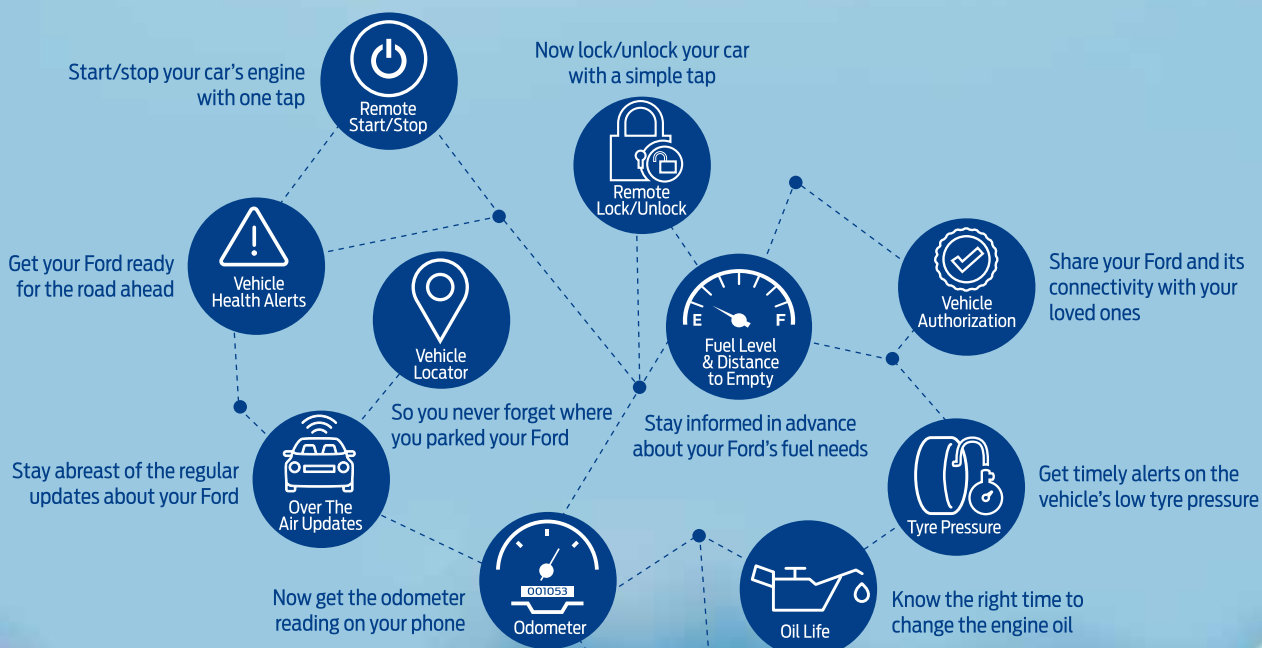 Start/stop your car's engine
with one tap
Remote
Start/Stop
Now lock/unlock your car
with a simple tap
Remote
Lock/Unlock
Get your Ford ready
for the road ahead
Vehicle
Health Alerts
Vehicle
Locator
So you never forget where
you parked your Ford
E F
Fuel Level
& Distance
to Empty
Stay informed in advance
about your Ford's fuel needs
Vehicle
Authorization
Share your Ford and its
connectivity with your
loved ones
Stay abreast of the regular
updates about your Ford
Over The
Air Updates
Tyre Pressure
Get timely alerts on the
vehicle's low tyre pressure
Now get the odometer
reading on your phone
001053
Odometer
Oil Life
Know the right time to
change the engine oil